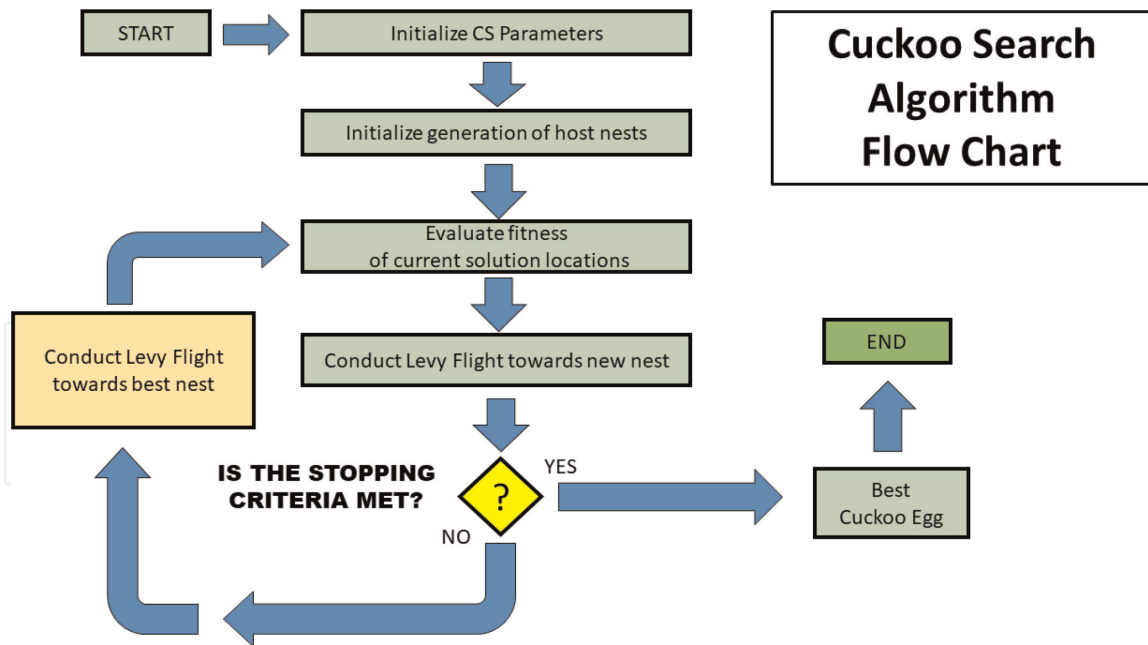 START
Initialize CS Parameters
Cuckoo Search
Algorithm
Flow Chart
Initialize generation of host nests
Evaluate fitness
of current solution locations
Conduct Levy Flight
towards best nest
Conduct Levy Flight towards new nest
END
IS THE STOPPING
CRITERIA MET?
?
YES
NO
Best
Cuckoo Egg